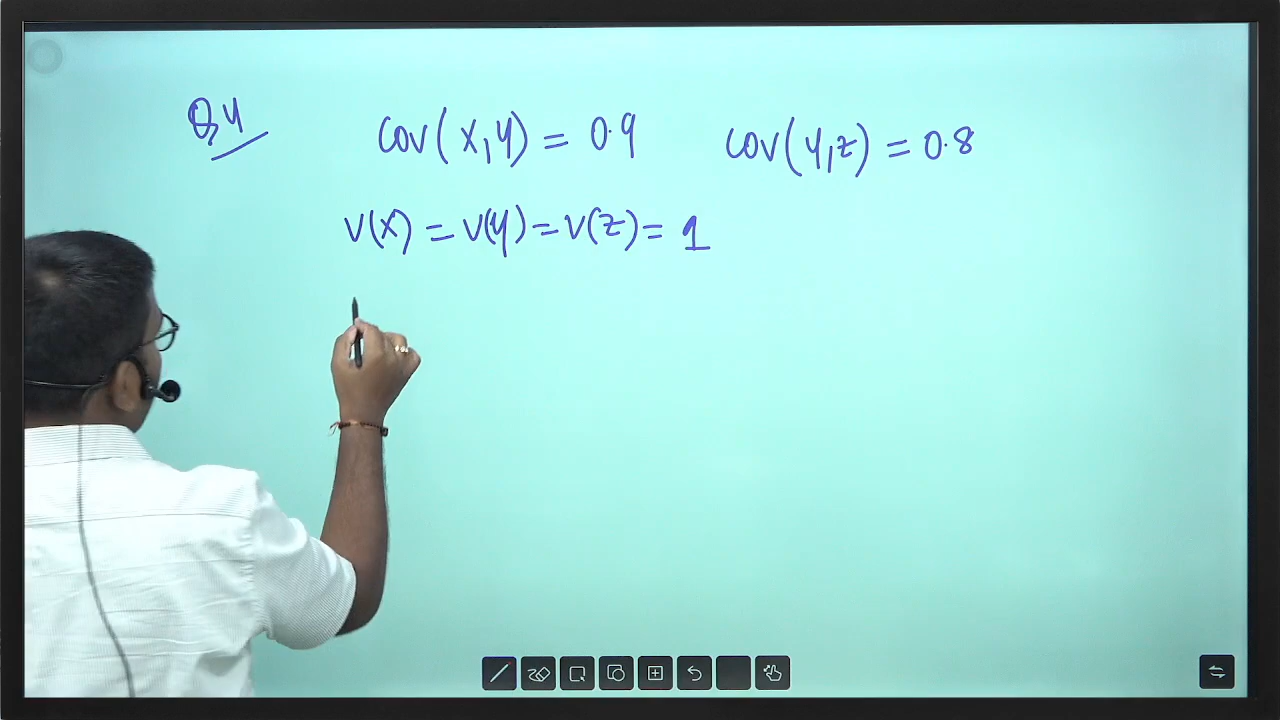 Q4 Cov(x,y) = 0.9 Cov(y,z) = 0.8
V(x) = V(y) = V(z) = 1